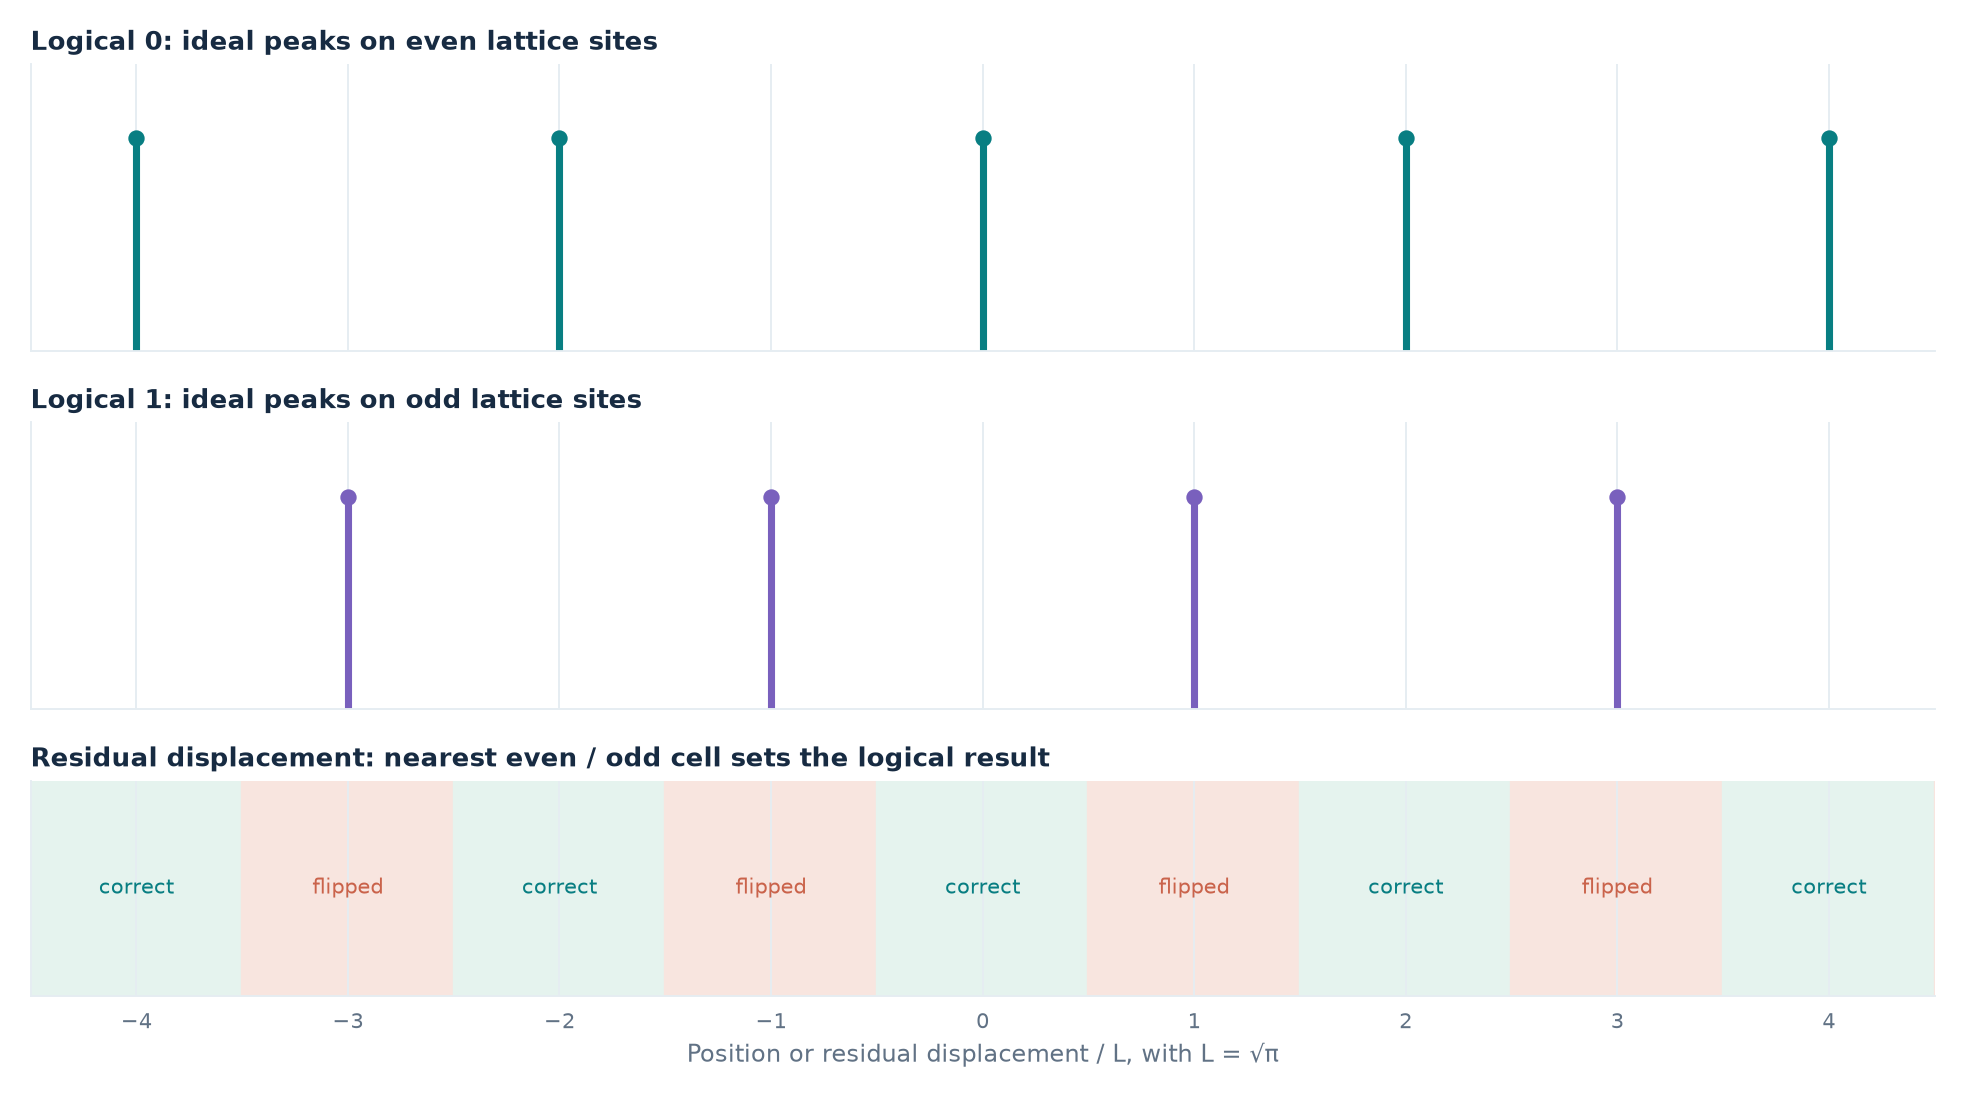 Logical 0: ideal peaks on even lattice sites
Logical 1: ideal peaks on odd lattice sites
Residual displacement: nearest even / odd cell sets the logical result
correct flipped correct flipped correct flipped correct flipped correct
−4 −3 −2 −1 0 1 2 3 4
Position or residual displacement / L, with L = √π